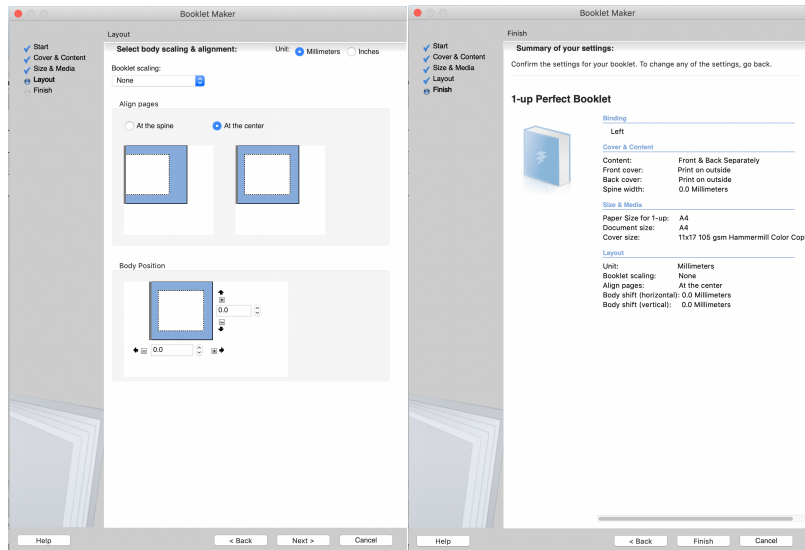 Booklet Maker
Layout
Start
Cover & Content
Size & Media
Layout
Finish
Select body scaling & alignment:
Unit: Millimeters Inches
Booklet scaling:
None
Align pages
At the spine At the center
Body Position
0.0
0.0
Help < Back Next > Cancel
Booklet Maker
Finish
Start
Cover & Content
Size & Media
Layout
Finish
Summary of your settings:
Confirm the settings for your booklet. To change any of the settings, go back.
1-up Perfect Booklet
Binding
Left
Cover & Content
Content: Front & Back Separately
Front cover: Print on outside
Back cover: Print on outside
Spine width: 0.0 Millimeters
Size & Media
Paper Size for 1-up: A4
Document size: A4
Cover size: 11x17 105 gsm Hammermill Color Cop
Layout
Unit: Millimeters
Booklet scaling: None
Align pages: At the center
Body shift (horizontal): 0.0 Millimeters
Body shift (vertical): 0.0 Millimeters
Help < Back Finish Cancel